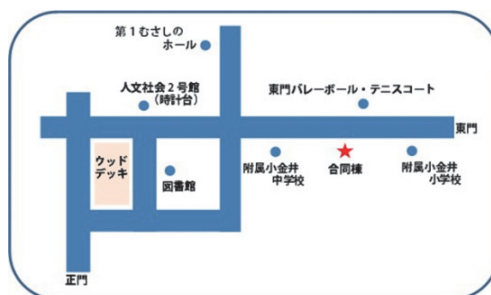 第1むさしの
ホール
人文社会2号館
(時計台)
東門バレーボール・テニスコート
東門
ウッド
デッキ
図書館
附属小金井
中学校
合同棟
附属小金井
小学校
正門